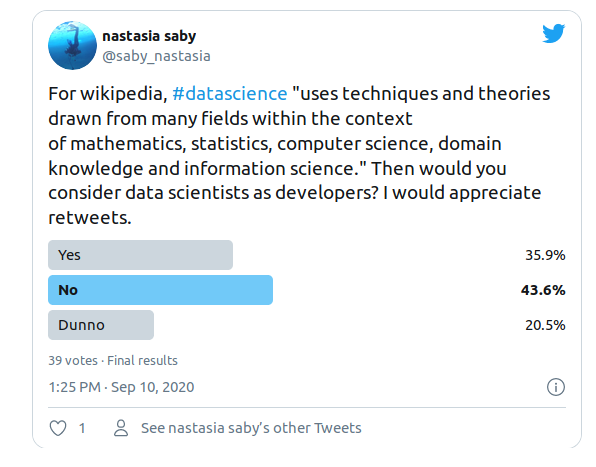 nastasia saby
@saby_nastasia
For wikipedia, #datascience "uses techniques and theories
drawn from many fields within the context
of mathematics, statistics, computer science, domain
knowledge and information science." Then would you
consider data scientists as developers? I would appreciate
retweets.
Yes 35.9%
No 43.6%
Dunno 20.5%
39 votes · Final results
1:25 PM · Sep 10, 2020
1 See nastasia saby’s other Tweets